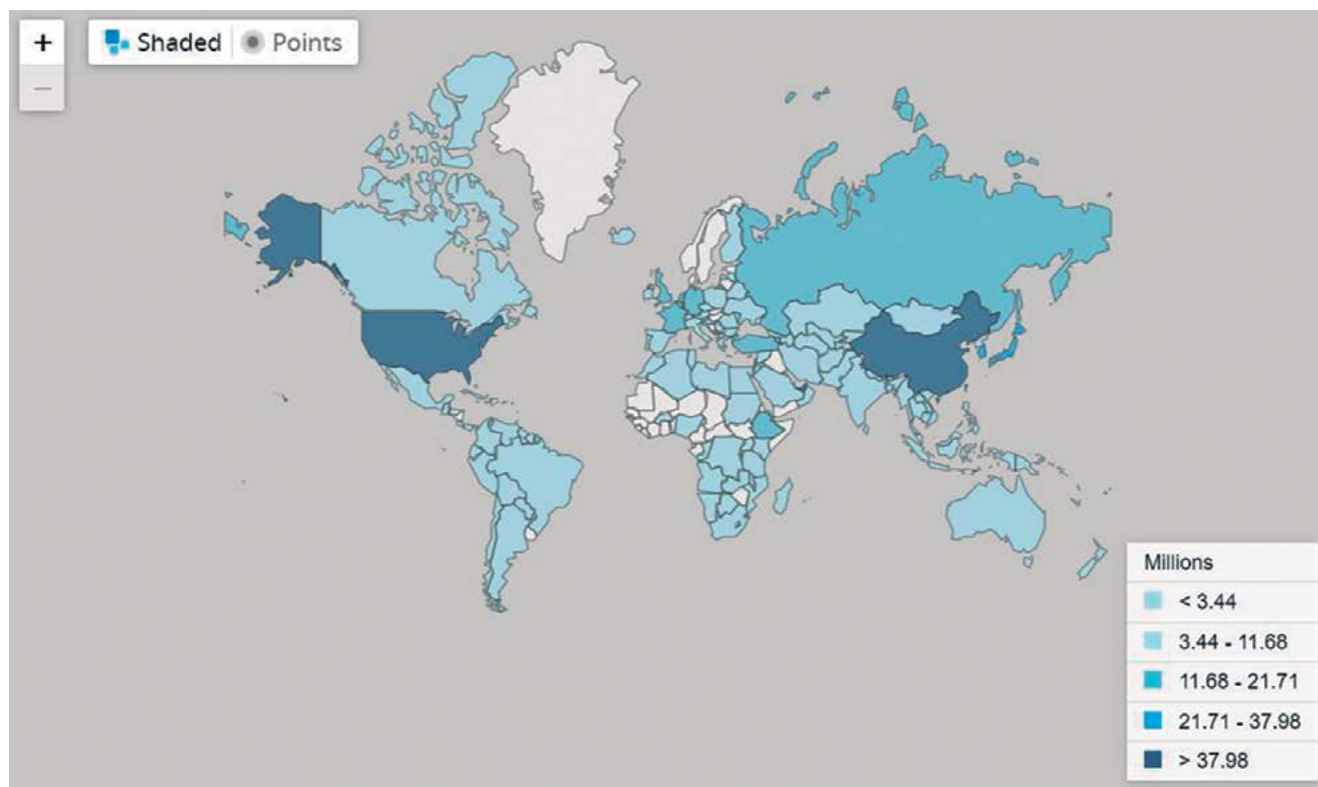 +
Shaded Points
−
Millions
< 3.44
3.44 - 11.68
11.68 - 21.71
21.71 - 37.98
> 37.98